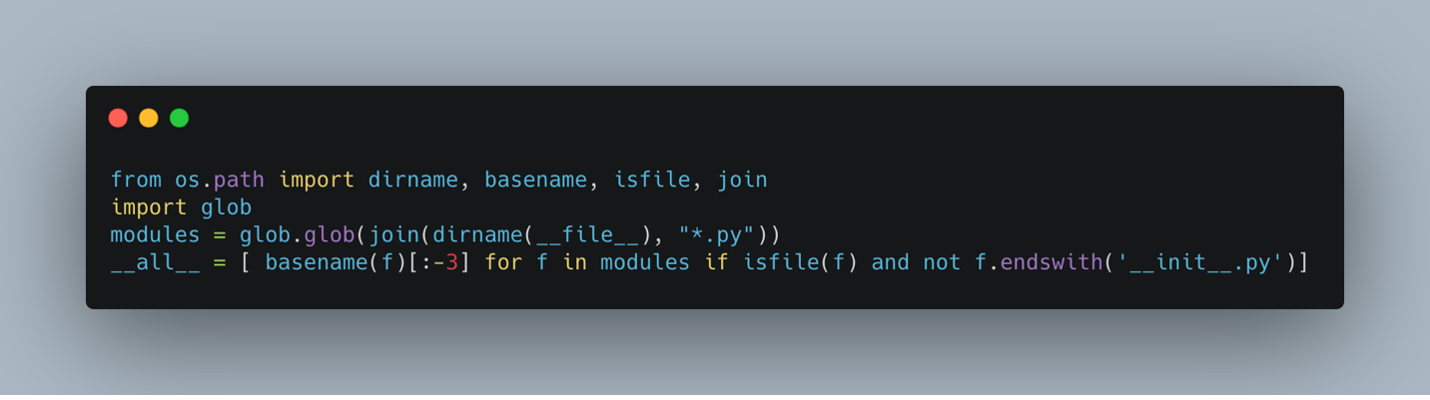 from os.path import dirname, basename, isfile, join
import glob
modules = glob.glob(join(dirname(__file__), "*.py"))
__all__ = [ basename(f)[:-3] for f in modules if isfile(f) and not f.endswith('__init__.py')]